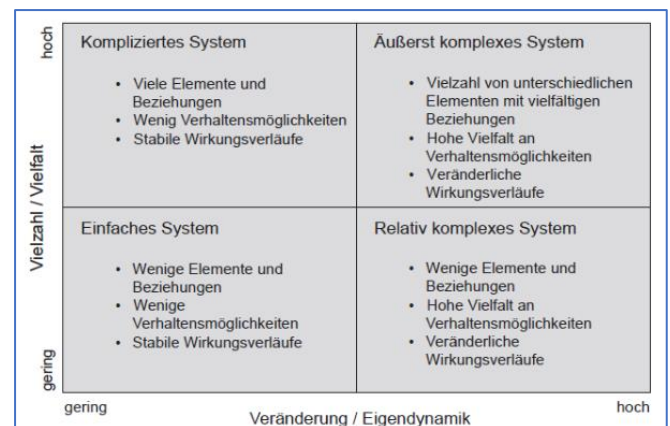 hoch
Vielzahl / Vielfalt
gering
Kompliziertes System
• Viele Elemente und
Beziehungen
• Wenig Verhaltensmöglichkeiten
• Stabile Wirkungsverläufe
Äußerst komplexes System
• Vielzahl von unterschiedlichen
Elementen mit vielfältigen
Beziehungen
• Hohe Vielfalt an
Verhaltensmöglichkeiten
• Veränderliche
Wirkungsverläufe
Einfaches System
• Wenige Elemente und
Beziehungen
• Wenige
Verhaltensmöglichkeiten
• Stabile Wirkungsverläufe
Relativ komplexes System
• Wenige Elemente und
Beziehungen
• Hohe Vielfalt an
Verhaltensmöglichkeiten
• Veränderliche
Wirkungsverläufe
gering
Veränderung / Eigendynamik
hoch